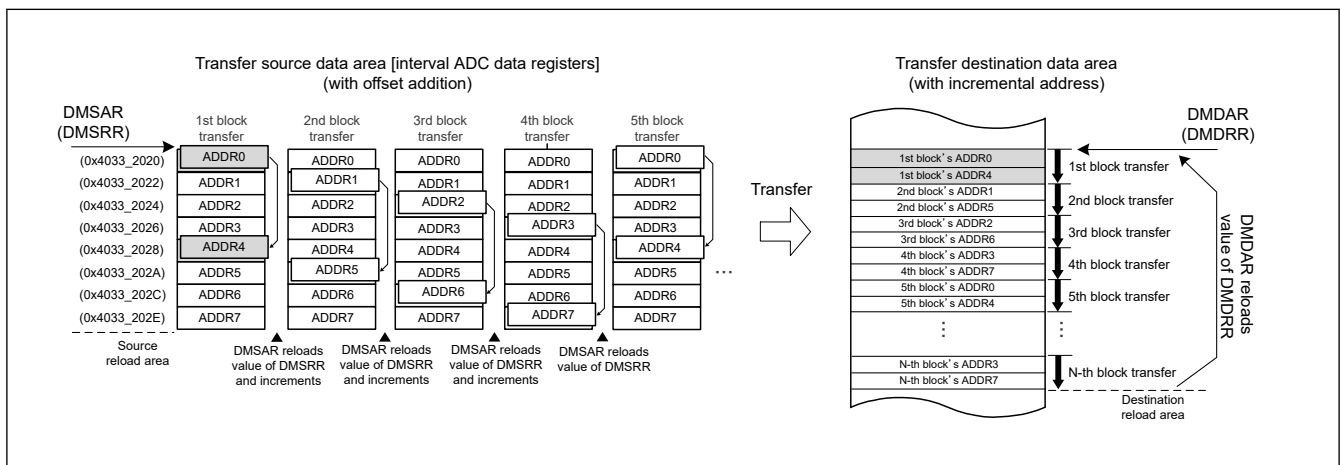 Transfer source data area [interval ADC data registers]
(with offset addition)
DMSAR
(DMSRR)
1st block
transfer
2nd block
transfer
3rd block
transfer
4th block
transfer
5th block
transfer
(0x4033_2020)
(0x4033_2022)
(0x4033_2024)
(0x4033_2026)
(0x4033_2028)
(0x4033_202A)
(0x4033_202C)
(0x4033_202E)
Source
reload area
ADDR0
ADDR1
ADDR2
ADDR3
ADDR4
ADDR5
ADDR6
ADDR7
ADDR0
ADDR1
ADDR2
ADDR3
ADDR4
ADDR5
ADDR6
ADDR7
ADDR0
ADDR1
ADDR2
ADDR3
ADDR4
ADDR5
ADDR6
ADDR7
ADDR0
ADDR1
ADDR2
ADDR3
ADDR4
ADDR5
ADDR6
ADDR7
ADDR0
ADDR1
ADDR2
ADDR3
ADDR4
ADDR5
ADDR6
ADDR7
...
DMSAR reloads
value of DMSRR
and increments
DMSAR reloads
value of DMSRR
and increments
DMSAR reloads
value of DMSRR
and increments
DMSAR reloads
value of DMSRR
Transfer
Transfer destination data area
(with incremental address)
DMDAR
(DMDRR)
1st block's ADDR0
1st block's ADDR4
2nd block's ADDR1
2nd block's ADDR5
3rd block's ADDR2
3rd block's ADDR6
4th block's ADDR3
4th block's ADDR7
5th block's ADDR0
5th block's ADDR4
N-th block's ADDR3
N-th block's ADDR7
1st block transfer
2nd block transfer
3rd block transfer
4th block transfer
5th block transfer
N-th block transfer
Destination
reload area
DMDAR reloads
value of DMDRR